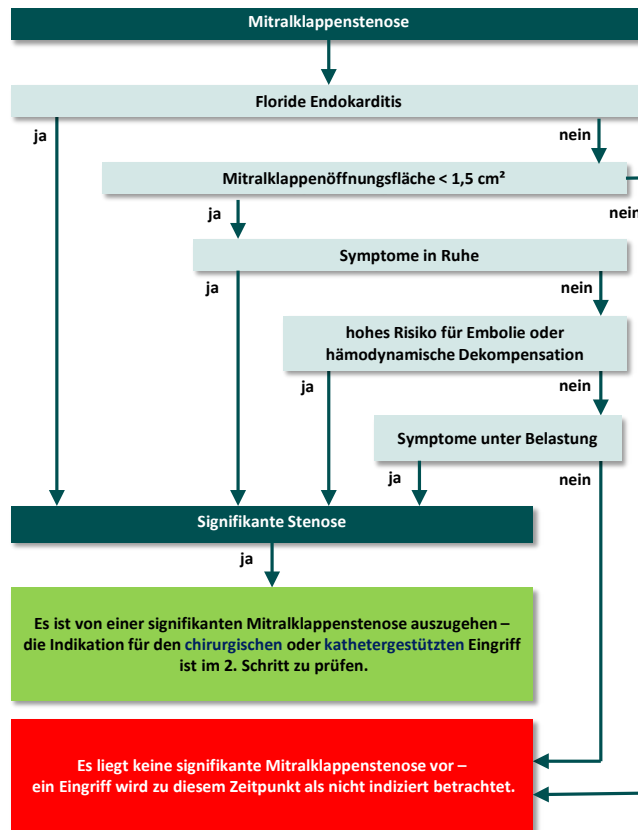 Mitralklappenstenose
Floride Endokarditis
ja
nein
Mitralklappenöffnungsfläche < 1,5 cm²
ja
nein
Symptome in Ruhe
ja
nein
hohes Risiko für Embolie oder
hämodynamische Dekompensation
ja
nein
Symptome unter Belastung
ja
nein
Signifikante Stenose
ja
Es ist von einer signifikanten Mitralklappenstenose auszugehen –
die Indikation für den chirurgischen oder kathetergestützten Eingriff
ist im 2. Schritt zu prüfen.
Es liegt keine signifikante Mitralklappenstenose vor –
ein Eingriff wird zu diesem Zeitpunkt als nicht indiziert betrachtet.